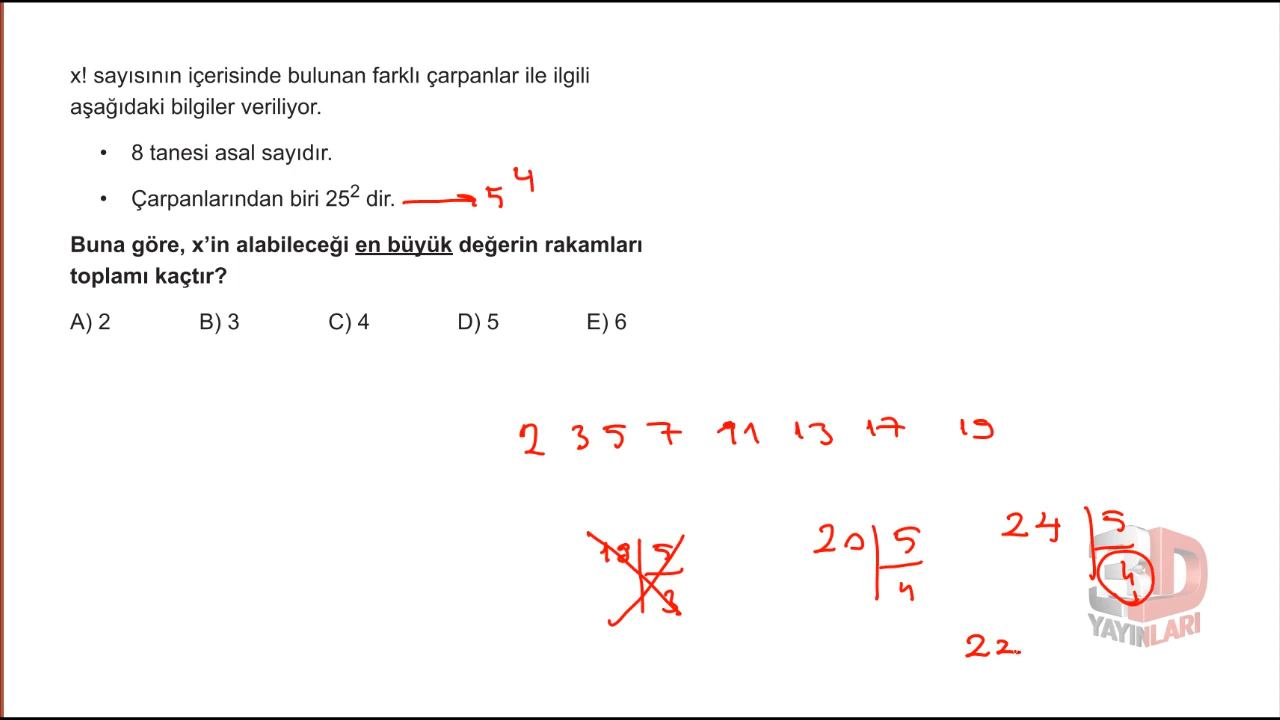 x! sayısının içerisinde bulunan farklı çarpanlar ile ilgili
aşağıdaki bilgiler veriliyor.
• 8 tanesi asal sayıdır.
• Çarpanlarından biri 25² dir. → 5⁴
Buna göre, x’in alabileceği en büyük değerin rakamları
toplamı kaçtır?
A) 2 B) 3 C) 4 D) 5 E) 6
2 3 5 7 11 13 17 19
19 5 20 5 24 5
3 4 4
3D
YAYINLARI
22